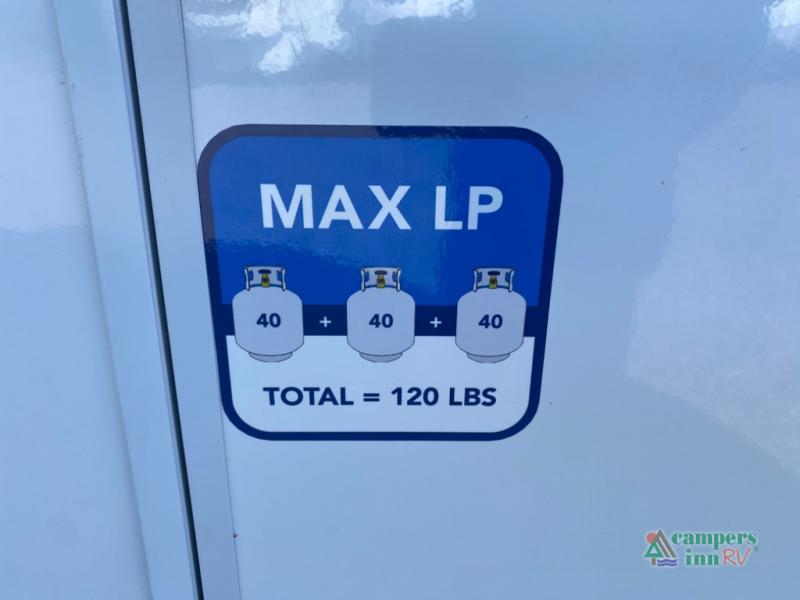 MAX LP
40 + 40 + 40
TOTAL = 120 LBS
campers
inn RV